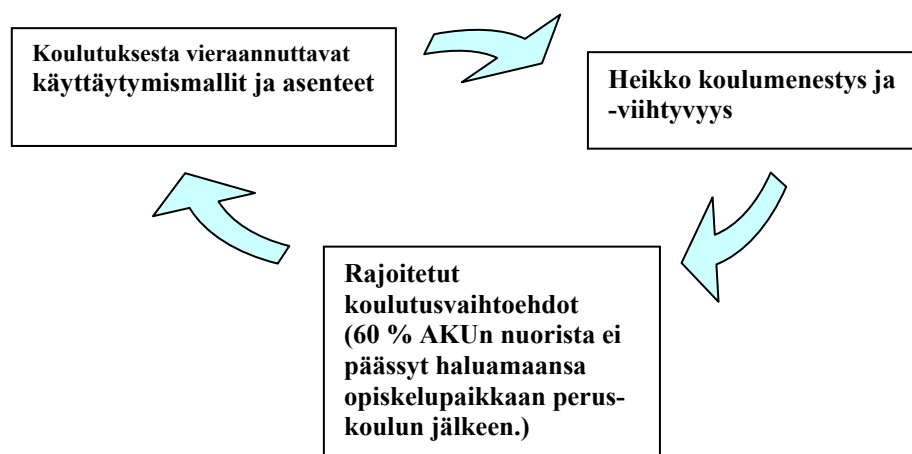 Koulutuksesta vieraannuttavat
käyttäytymismallit ja asenteet
Heikko koulumenestys ja
-viihtyvyys
Rajoitetut
koulutusvaihtoehdot
(60 % AKUn nuorista ei
päässyt haluamaansa
opiskelupaikkaan perus-
koulun jälkeen.)